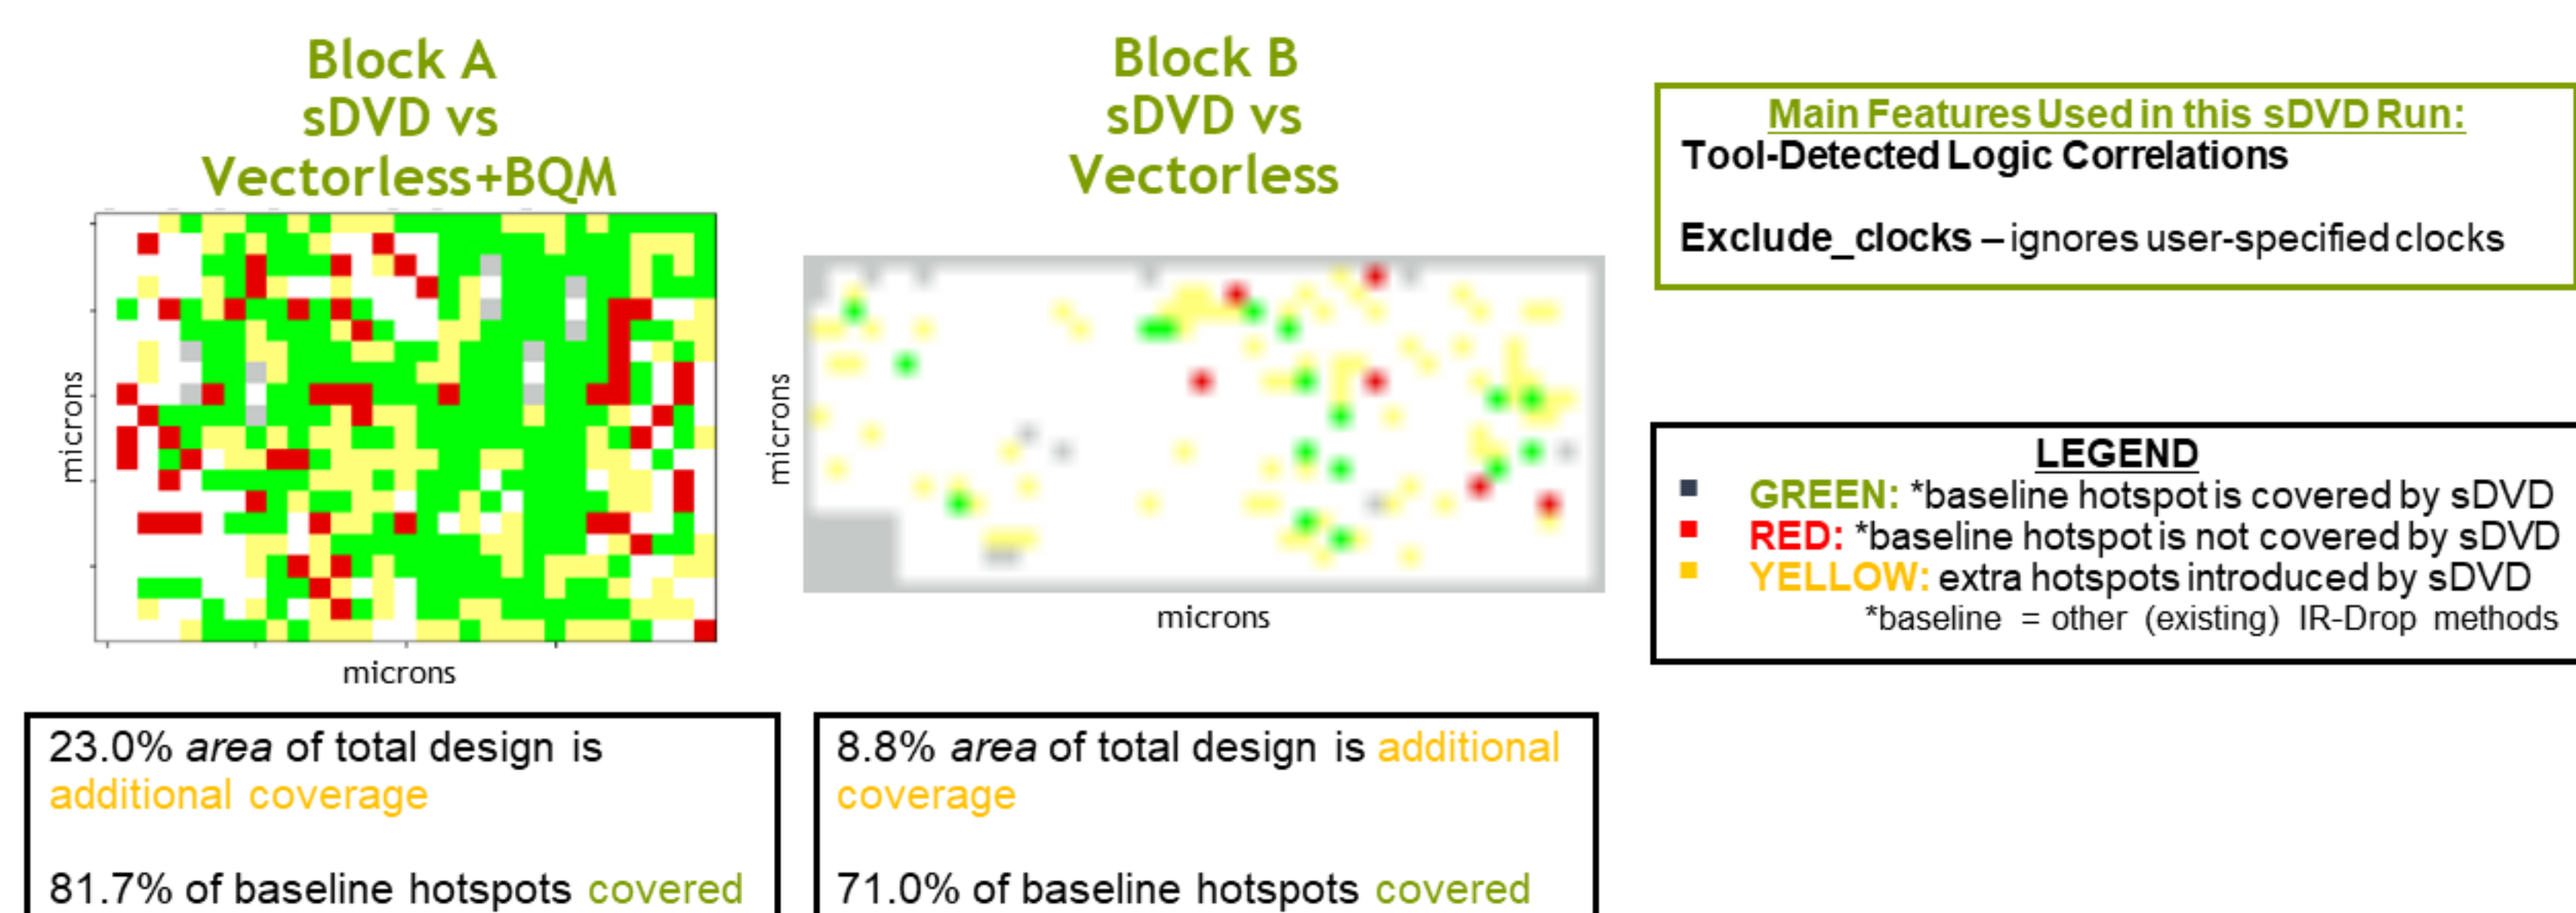 Block A
sDVD vs
Vectorless+BQM
microns
microns
23.0% area of total design is
additional coverage
81.7% of baseline hotspots covered
Block B
sDVD vs
Vectorless
microns
microns
8.8% area of total design is additional
coverage
71.0% of baseline hotspots covered
Main Features Used in this sDVD Run:
Tool-Detected Logic Correlations
Exclude_clocks – ignores user-specified clocks
LEGEND
GREEN: *baseline hotspot is covered by sDVD
RED: *baseline hotspot is not covered by sDVD
YELLOW: extra hotspots introduced by sDVD
*baseline = other (existing) IR-Drop methods